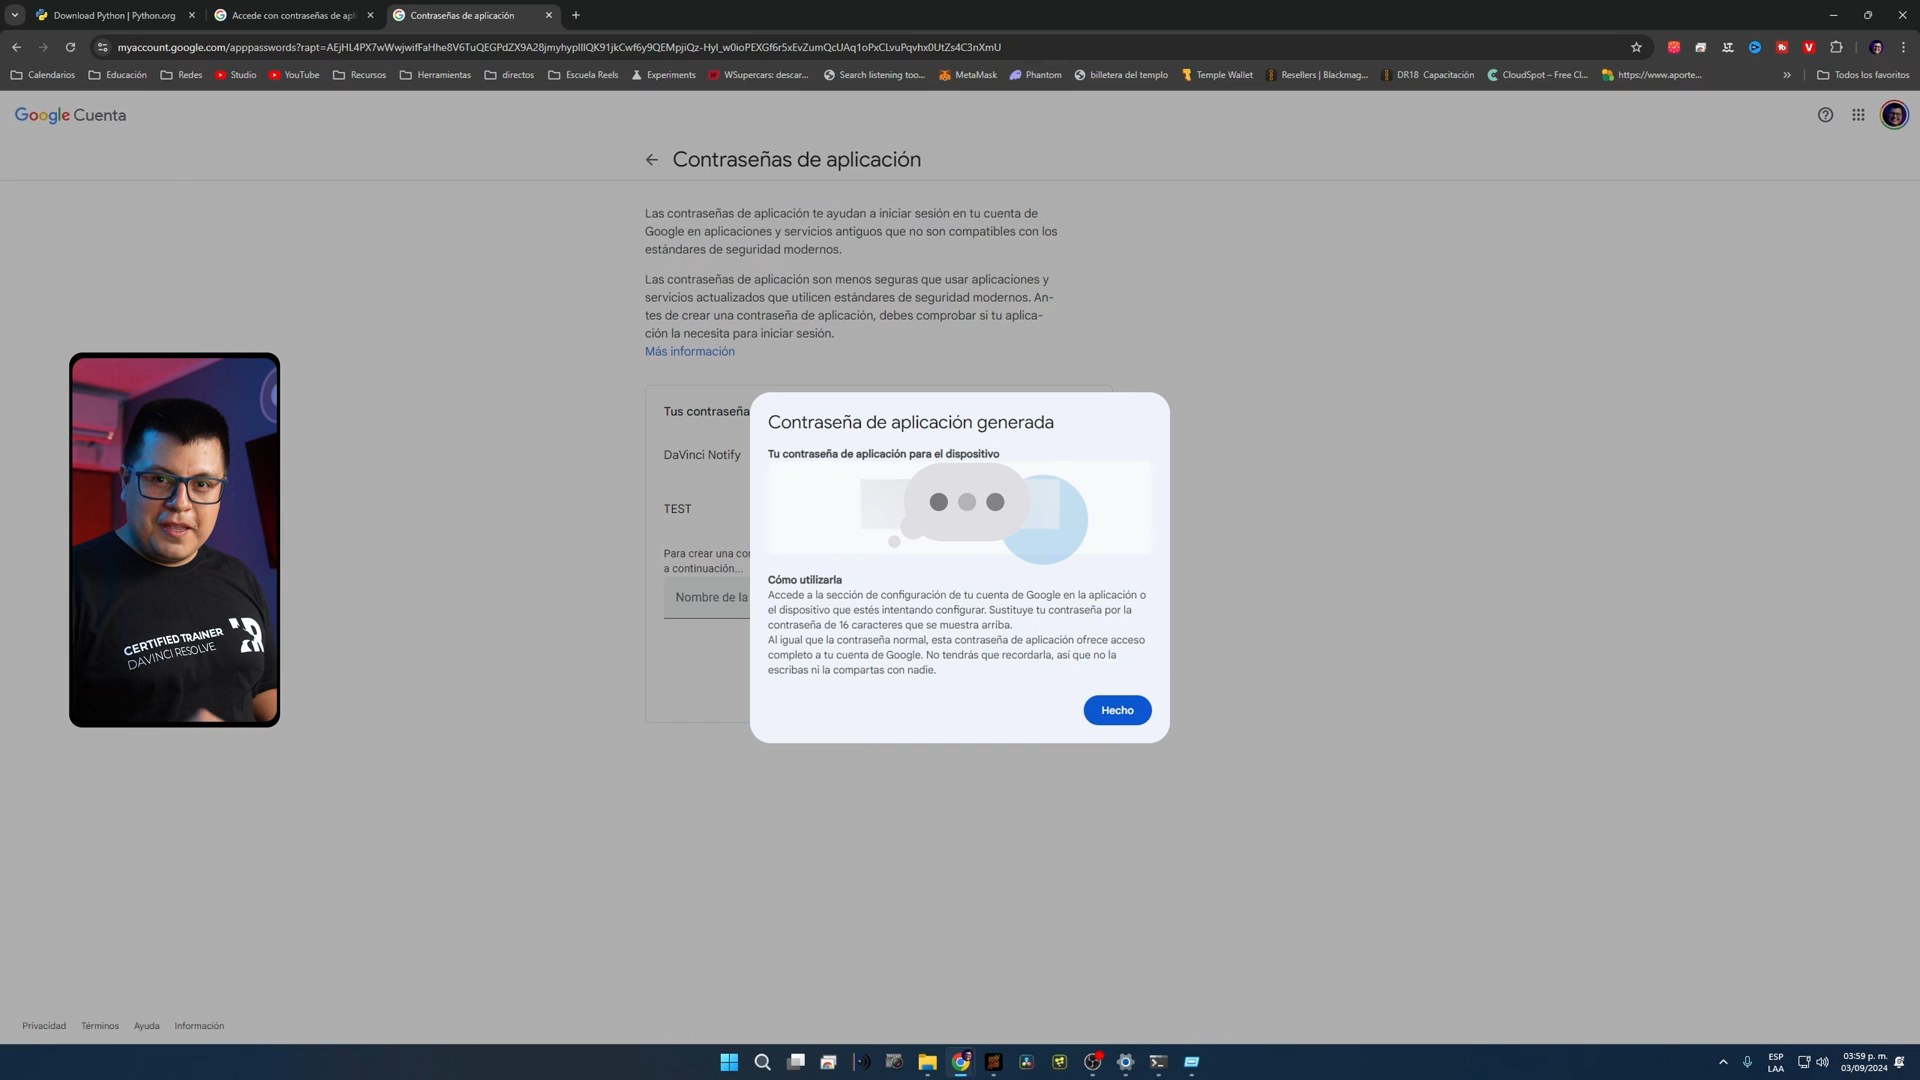 Download Python | Python.org
Accede con contraseñas de apl
Contraseñas de aplicación
myaccount.google.com/apppasswords?rapt=AEjHL4PX7wWwjwifFaHhe8V6TuQEGPdZX9A28jmyhyplllQK91jkCwf6y9QEMpjiQz-Hyl_w0ioPEXGf6r5xEvZumQcUAq1oPxCLvuPqvhx0UtZs4C3nXmU
Calendarios
Educación
Redes
Studio
YouTube
Recursos
Herramientas
directos
Escuela Reels
Experiments
WSupercars: descar...
Search listening too...
MetaMask
Phantom
billetera del templo
Temple Wallet
Resellers | Blackmag...
DR18 Capacitación
CloudSpot – Free Cl...
https://www.aporte...
Todos los favoritos
Google Cuenta
Contraseñas de aplicación
Las contraseñas de aplicación te ayudan a iniciar sesión en tu cuenta de
Google en aplicaciones y servicios antiguos que no son compatibles con los
estándares de seguridad modernos.
Las contraseñas de aplicación son menos seguras que usar aplicaciones y
servicios actualizados que utilicen estándares de seguridad modernos. An-
tes de crear una contraseña de aplicación, debes comprobar si tu aplica-
ción la necesita para iniciar sesión.
Más información
Tus contraseña
DaVinci Notify
TEST
Para crear una co
a continuación...
Nombre de la
Contraseña de aplicación generada
Tu contraseña de aplicación para el dispositivo
Cómo utilizarla
Accede a la sección de configuración de tu cuenta de Google en la aplicación o
el dispositivo que estés intentando configurar. Sustituye tu contraseña por la
contraseña de 16 caracteres que se muestra arriba.
Al igual que la contraseña normal, esta contraseña de aplicación ofrece acceso
completo a tu cuenta de Google. No tendrás que recordarla, así que no la
escribas ni la compartas con nadie.
Hecho
CERTIFIED TRAINER
DAVINCI RESOLVE
Privacidad
Términos
Ayuda
Información
ESP
LAA
03:59 p. m.
03/09/2024